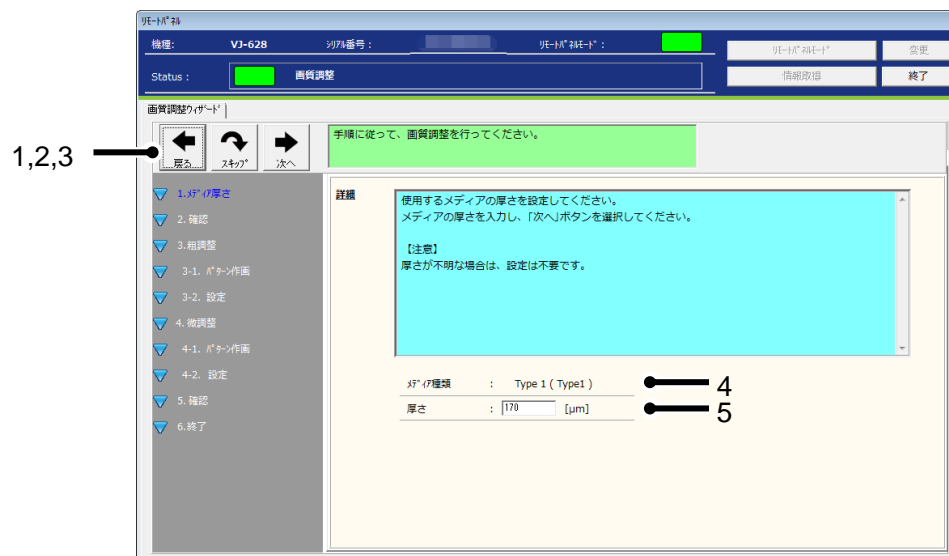 ﾘﾓｰﾄﾊﾟﾈﾙ
機種: VJ-628 ｼﾘｱﾙ番号： ﾘﾓｰﾄﾊﾟﾈﾙﾓｰﾄﾞ：
ﾘﾓｰﾄﾊﾟﾈﾙﾓｰﾄﾞ 変更
Status : 画質調整
情報取得 終了
画質調整ｳｨｻﾞｰﾄﾞ
1,2,3
戻る ｽｷｯﾌﾟ 次へ
手順に従って、画質調整を行ってください。
1.ﾒﾃﾞｨｱ厚さ
2. 確認
3.粗調整
3-1. ﾊﾟﾀｰﾝ作画
3-2. 設定
4. 微調整
4-1. ﾊﾟﾀｰﾝ作画
4-2. 設定
5. 確認
6.終了
詳細
使用するメディアの厚さを設定してください。
メディアの厚さを入力し、「次へ」ボタンを選択してください。
【注意】
厚さが不明な場合は、設定は不要です。
ﾒﾃﾞｨｱ種類 : Type 1 ( Type1 ) 4
厚さ : 170 [μm] 5